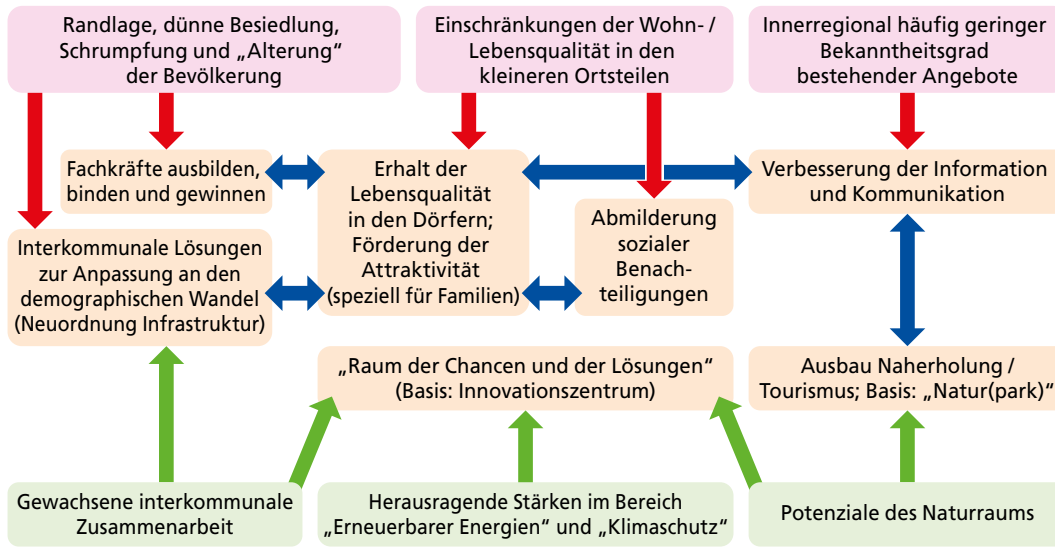 Randlage, dünne Besiedlung,
Schrumpfung und „Alterung“
der Bevölkerung
Einschränkungen der Wohn- /
Lebensqualität in den
kleineren Ortsteilen
Innerregional häufig geringer
Bekanntheitsgrad
bestehender Angebote
Fachkräfte ausbilden,
binden und gewinnen
Erhalt der
Lebensqualität
in den Dörfern;
Förderung der
Attraktivität
(speziell für Familien)
Verbesserung der Information
und Kommunikation
Abmilderung
sozialer
Benach-
teiligungen
Interkommunale Lösungen
zur Anpassung an den
demographischen Wandel
(Neuordnung Infrastruktur)
„Raum der Chancen und der Lösungen“
(Basis: Innovationszentrum)
Ausbau Naherholung /
Tourismus; Basis: „Natur(park)“
Gewachsene interkommunale
Zusammenarbeit
Herausragende Stärken im Bereich
„Erneuerbarer Energien“ und „Klimaschutz“
Potenziale des Naturraums